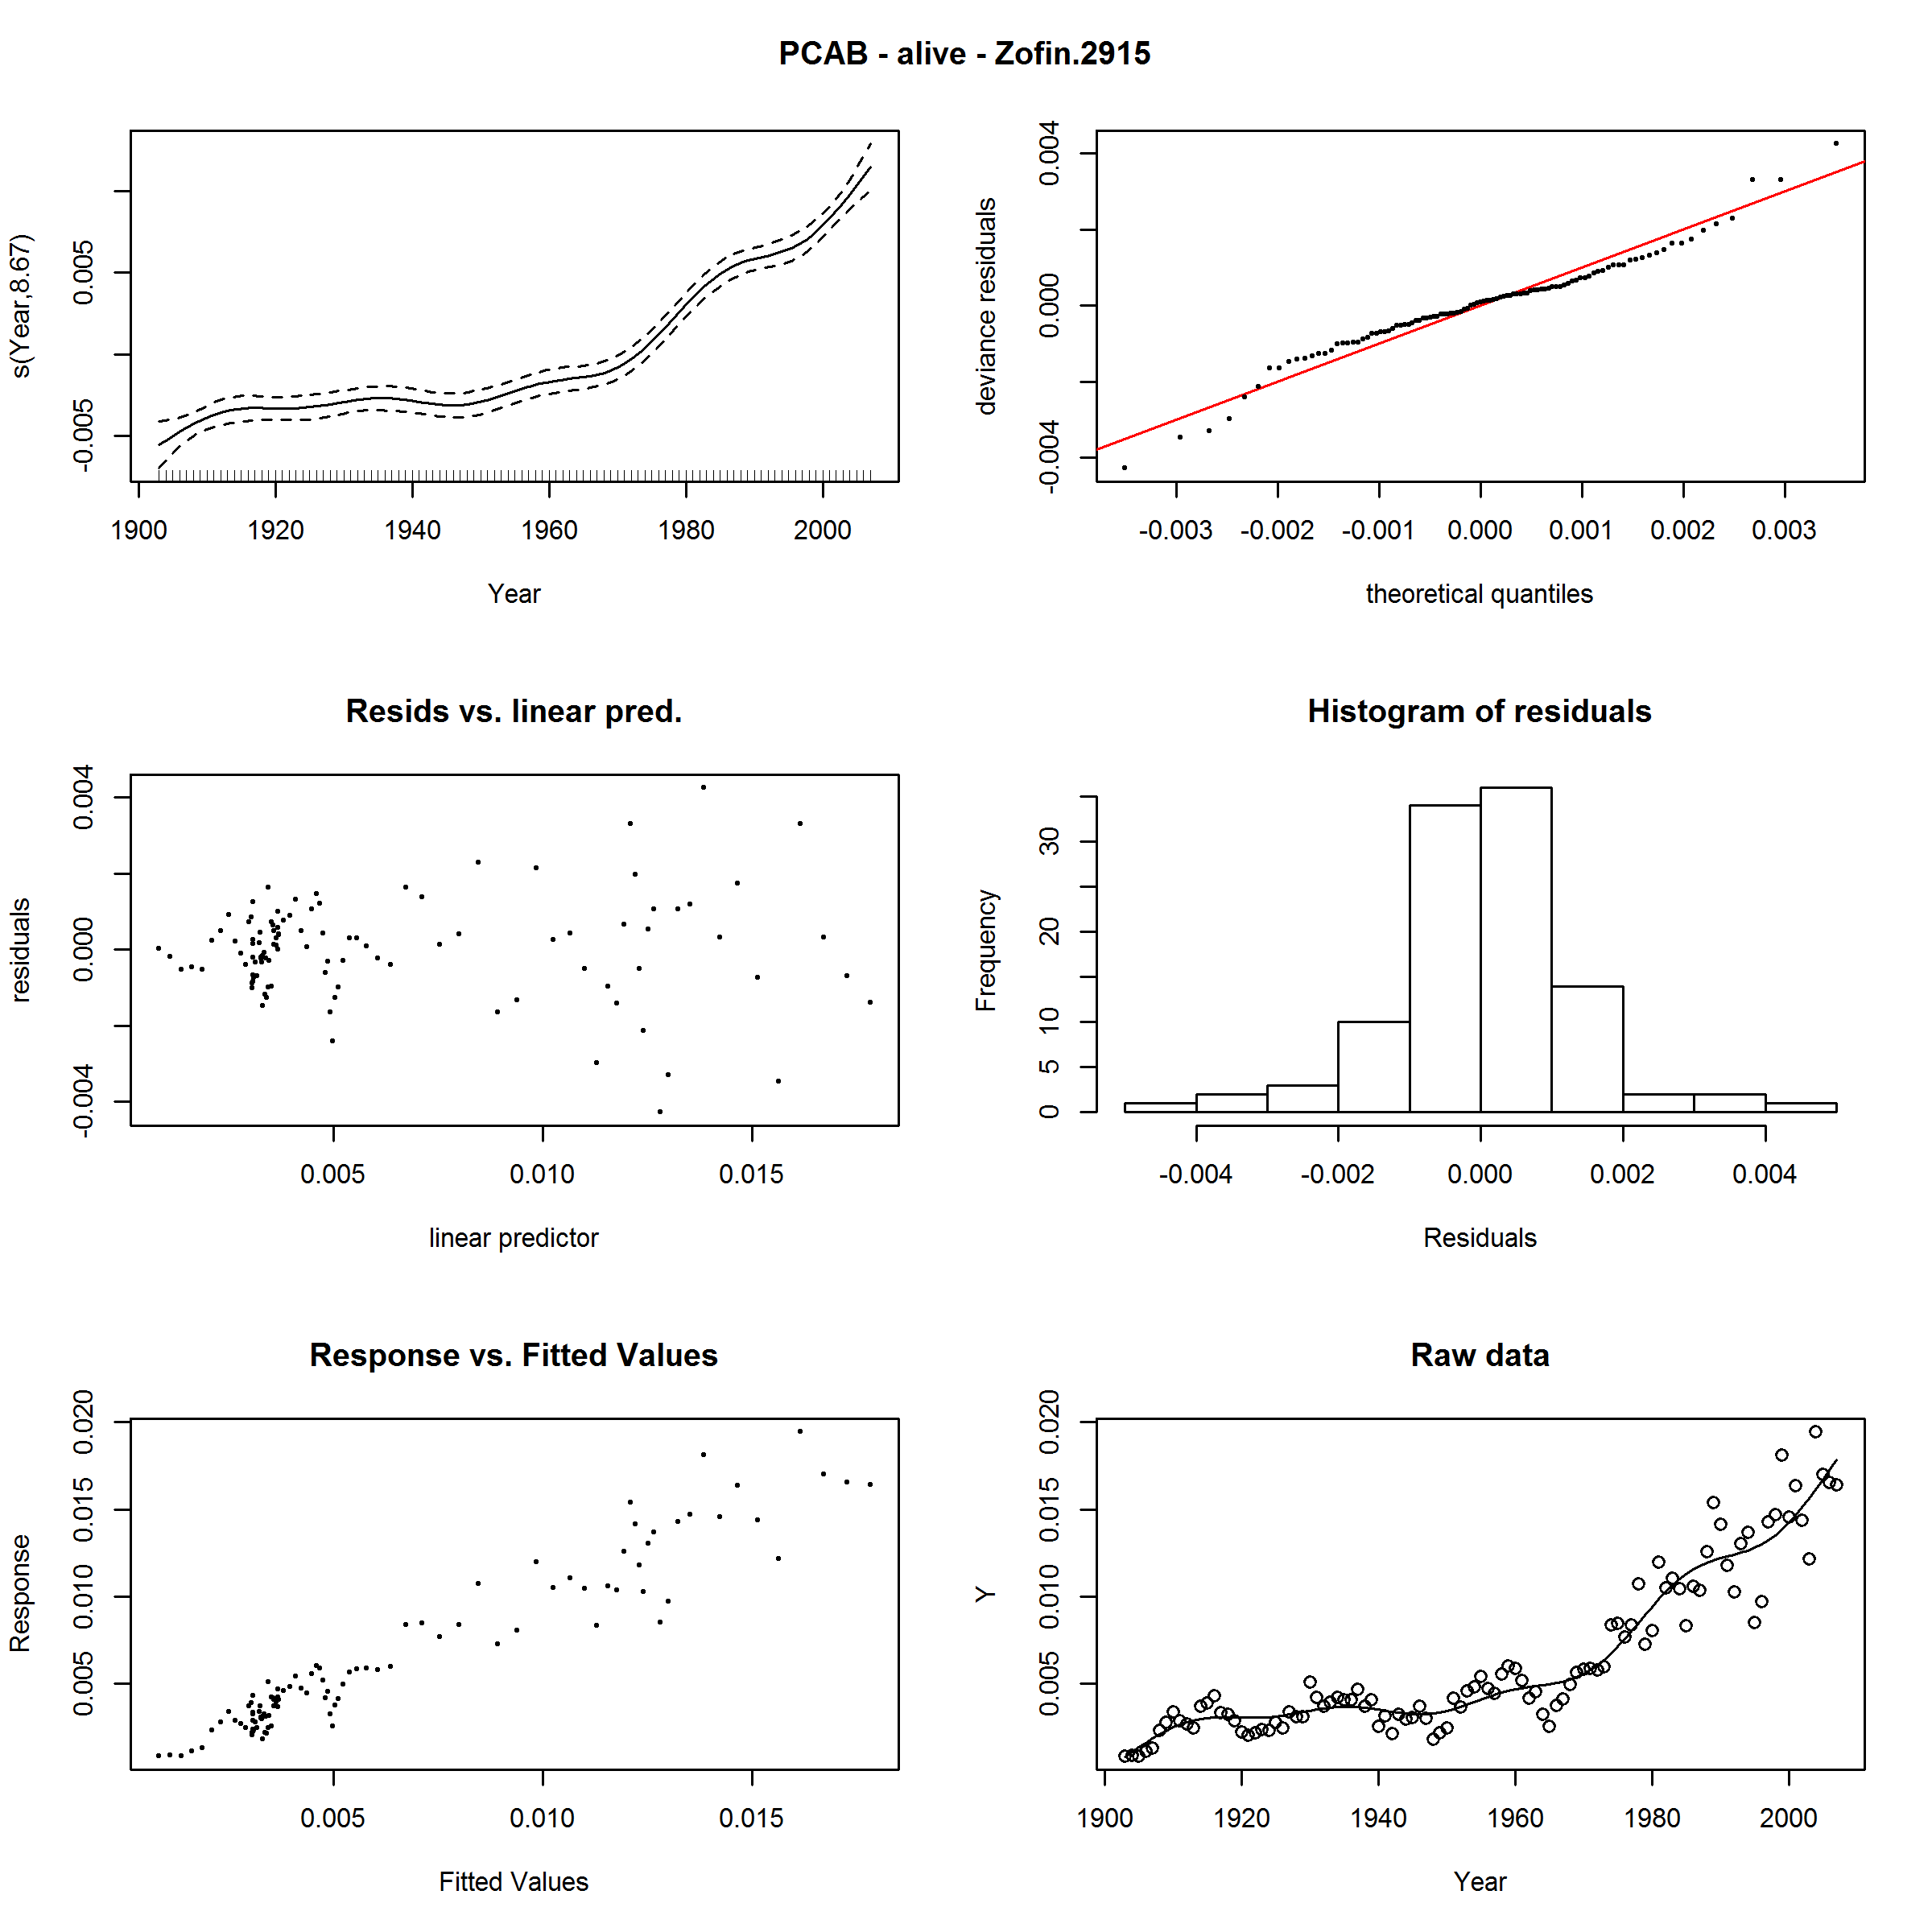 PCAB - alive - Zofin.2915
s(Year,8.67)
-0.005 0.005
1900 1920 1940 1960 1980 2000
Year
deviance residuals
-0.004 0.000 0.004
-0.003 -0.002 -0.001 0.000 0.001 0.002 0.003
theoretical quantiles
Resids vs. linear pred.
residuals
-0.004 0.000 0.004
0.005 0.010 0.015
linear predictor
Histogram of residuals
Frequency
0 5 10 20 30
-0.004 -0.002 0.000 0.002 0.004
Residuals
Response vs. Fitted Values
Response
0.005 0.010 0.015 0.020
0.005 0.010 0.015
Fitted Values
Raw data
Y
0.005 0.010 0.015 0.020
1900 1920 1940 1960 1980 2000
Year